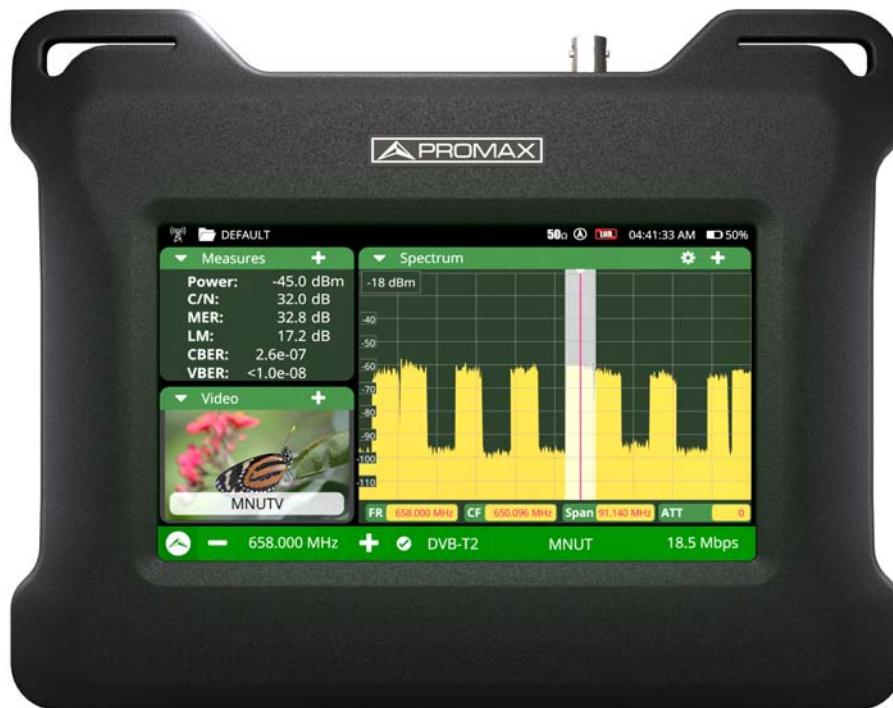 PROMAX
DEFAULT
50Ω
04:41:33 AM
50%
Measures +
Power: -45.0 dBm
C/N: 32.0 dB
MER: 32.8 dB
LM: 17.2 dB
CBER: 2.6e-07
VBER: <1.0e-08
Video +
MNUTV
Spectrum +
-18 dBm
-40
-50
-60
-70
-80
-90
-100
-110
FR 658.000 MHz CF 650.096 MHz Span 91.140 MHz ATT 0
− 658.000 MHz + DVB-T2 MNUT 18.5 Mbps